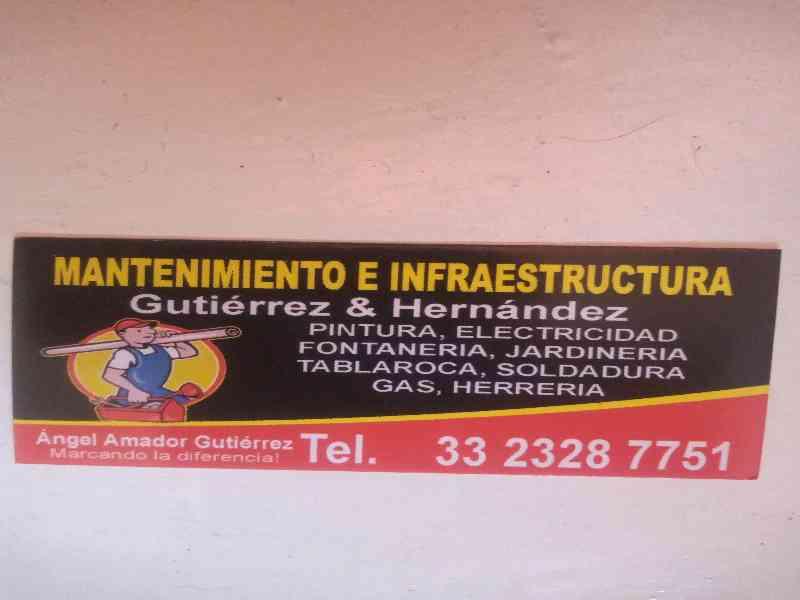 MANTENIMIENTO E INFRAESTRUCTURA
Gutiérrez & Hernández
PINTURA, ELECTRICIDAD
FONTANERIA, JARDINERIA
TABLAROCA, SOLDADURA
GAS, HERRERIA
Ángel Amador Gutiérrez
Marcando la diferencia!
Tel. 33 2328 7751